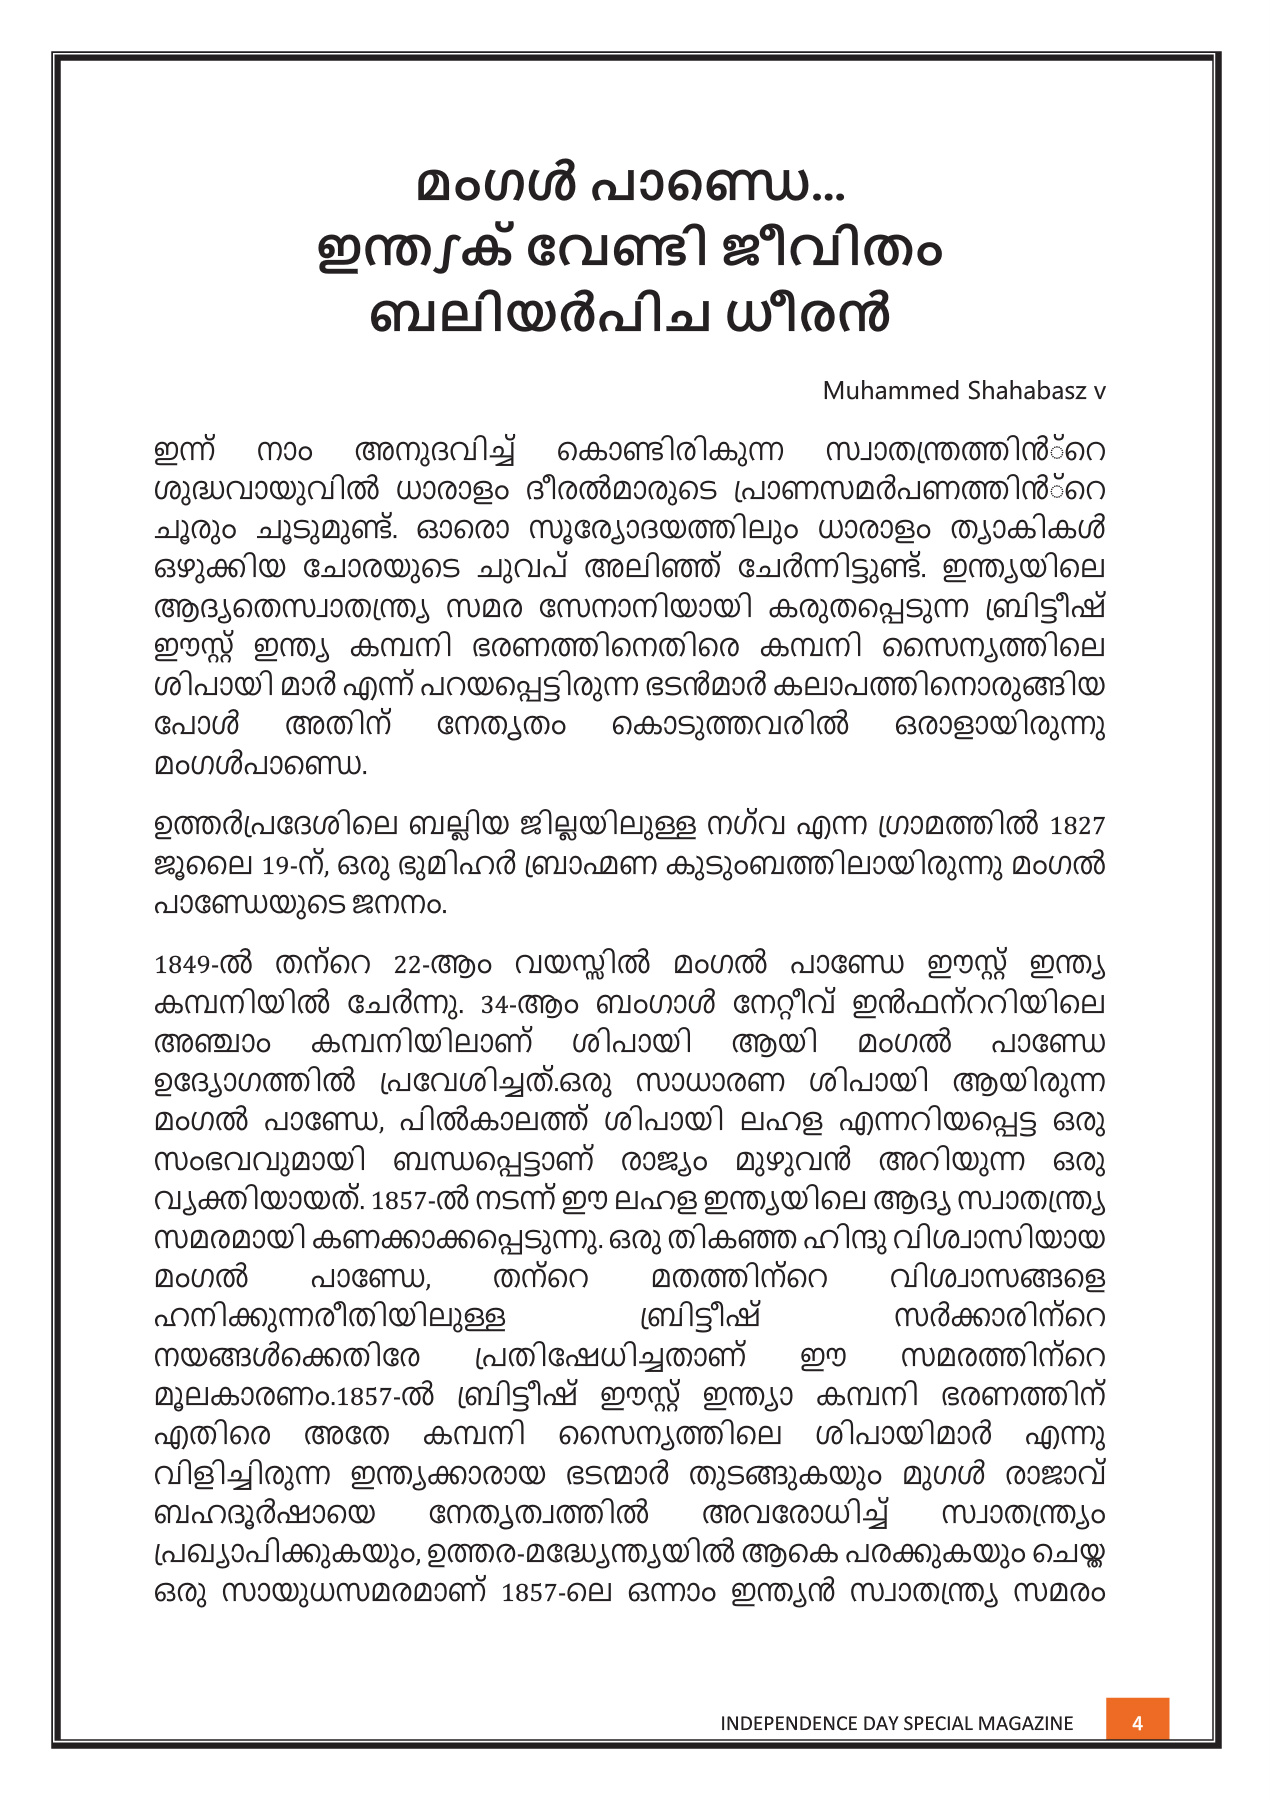 മംഗൾ പാണ്ഡെ...
ഇന്ത്യക് വേണ്ടി ജീവിതം
ബലിയർപിച ധീരൻ
Muhammed Shahabasz v
ഇന്ന് നാം അനുദവിച്ച് കൊണ്ടിരികുന്ന സ്വാതന്ത്രത്തിൻ്റെ
ശുദ്ധവായുവിൽ ധാരാളം ദീരൽമാരുടെ പ്രാണസമർപണത്തിൻ്റെ
ചൂരും ചൂടുമുണ്ട്. ഓരൊ സൂര്യോദയത്തിലും ധാരാളം ത്യാകികൾ
ഒഴുക്കിയ ചോരയുടെ ചുവപ് അലിഞ്ഞ് ചേർന്നിട്ടുണ്ട്. ഇന്ത്യയിലെ
ആദ്യതെസ്വാതന്ത്ര്യ സമര സേനാനിയായി കരുതപ്പെടുന്ന ബ്രിട്ടീഷ്
ഈസ്റ്റ് ഇന്ത്യ കമ്പനി ഭരണത്തിനെതിരെ കമ്പനി സൈന്യത്തിലെ
ശിപായി മാർ എന്ന് പറയപ്പെട്ടിരുന്ന ഭടൻമാർ കലാപത്തിനൊരുങ്ങിയ
പോൾ അതിന് നേതൃതം കൊടുത്തവരിൽ ഒരാളായിരുന്നു
മംഗൾപാണ്ഡെ.
ഉത്തർപ്രദേശിലെ ബല്ലിയ ജില്ലയിലുള്ള നഗ്‌വ എന്ന ഗ്രാമത്തിൽ 1827
ജൂലൈ 19-ന്, ഒരു ഭുമിഹർ ബ്രാഹ്മണ കുടുംബത്തിലായിരുന്നു മംഗൽ
പാണ്ഡേയുടെ ജനനം.
1849-ൽ തന്റെ 22-ആം വയസ്സിൽ മംഗൽ പാണ്ഡേ ഈസ്റ്റ് ഇന്ത്യ
കമ്പനിയിൽ ചേർന്നു. 34-ആം ബംഗാൾ നേറ്റീവ് ഇൻഫന്ററിയിലെ
അഞ്ചാം കമ്പനിയിലാണ് ശിപായി ആയി മംഗൽ പാണ്ഡേ
ഉദ്യോഗത്തിൽ പ്രവേശിച്ചത്.ഒരു സാധാരണ ശിപായി ആയിരുന്ന
മംഗൽ പാണ്ഡേ, പിൽകാലത്ത് ശിപായി ലഹള എന്നറിയപ്പെട്ട ഒരു
സംഭവവുമായി ബന്ധപ്പെട്ടാണ് രാജ്യം മുഴുവൻ അറിയുന്ന ഒരു
വ്യക്തിയായത്. 1857-ൽ നടന്ന് ഈ ലഹള ഇന്ത്യയിലെ ആദ്യ സ്വാതന്ത്ര്യ
സമരമായി കണക്കാക്കപ്പെടുന്നു. ഒരു തികഞ്ഞ ഹിന്ദു വിശ്വാസിയായ
മംഗൽ പാണ്ഡേ, തന്റെ മതത്തിന്റെ വിശ്വാസങ്ങളെ
ഹനിക്കുന്നരീതിയിലുള്ള ബ്രിട്ടീഷ് സർക്കാരിന്റെ
നയങ്ങൾക്കെതിരേ പ്രതിഷേധിച്ചതാണ് ഈ സമരത്തിന്റെ
മൂലകാരണം.1857-ൽ ബ്രിട്ടീഷ് ഈസ്റ്റ് ഇന്ത്യാ കമ്പനി ഭരണത്തിന്
എതിരെ അതേ കമ്പനി സൈന്യത്തിലെ ശിപായിമാർ എന്നു
വിളിച്ചിരുന്ന ഇന്ത്യക്കാരായ ഭടന്മാർ തുടങ്ങുകയും മുഗൾ രാജാവ്
ബഹദൂർഷായെ നേതൃത്വത്തിൽ അവരോധിച്ച് സ്വാതന്ത്ര്യം
പ്രഖ്യാപിക്കുകയും, ഉത്തര-മദ്ധ്യേന്ത്യയിൽ ആകെ പരക്കുകയും ചെയ്ത
ഒരു സായുധസമരമാണ് 1857-ലെ ഒന്നാം ഇന്ത്യൻ സ്വാതന്ത്ര്യ സമരം
INDEPENDENCE DAY SPECIAL MAGAZINE 4